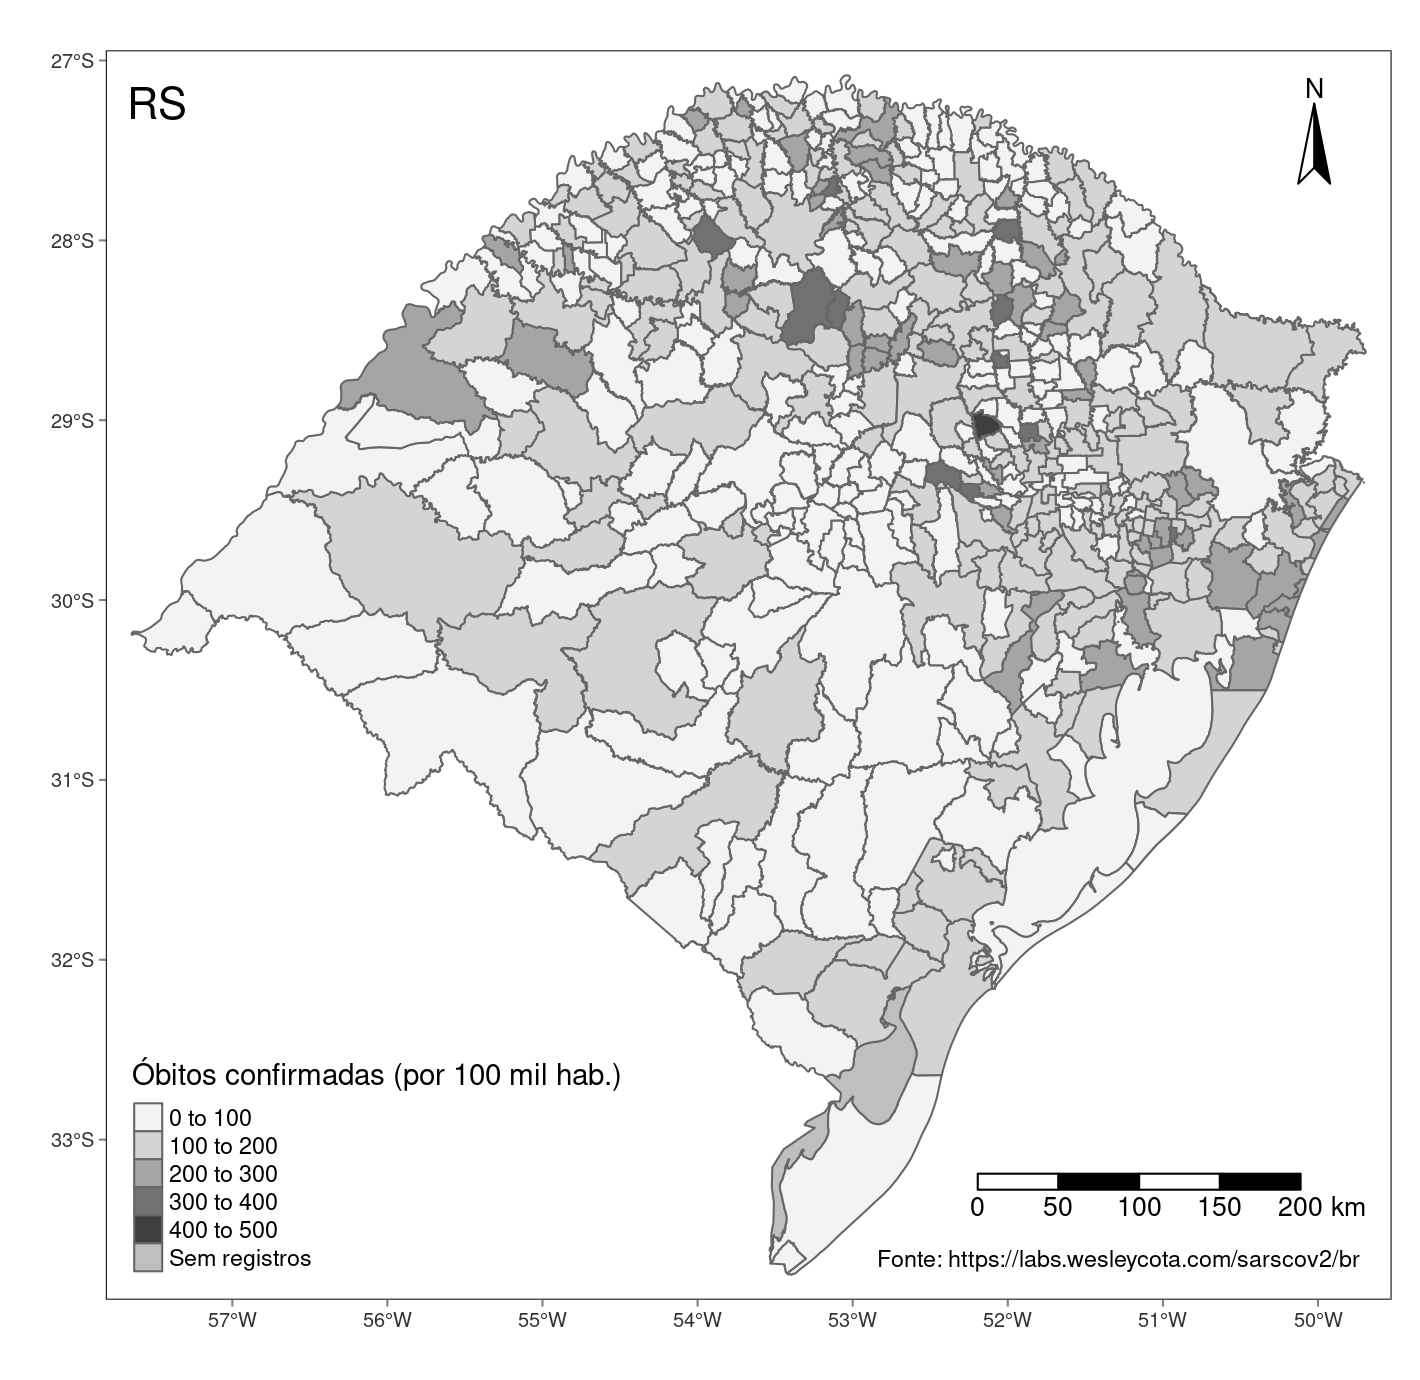 27°S
RS
N
28°S
29°S
30°S
31°S
32°S
33°S
Óbitos confirmadas (por 100 mil hab.)
0 to 100
100 to 200
200 to 300
300 to 400
400 to 500
Sem registros
0 50 100 150 200 km
Fonte: https://labs.wesleycota.com/sarscov2/br
57°W 56°W 55°W 54°W 53°W 52°W 51°W 50°W